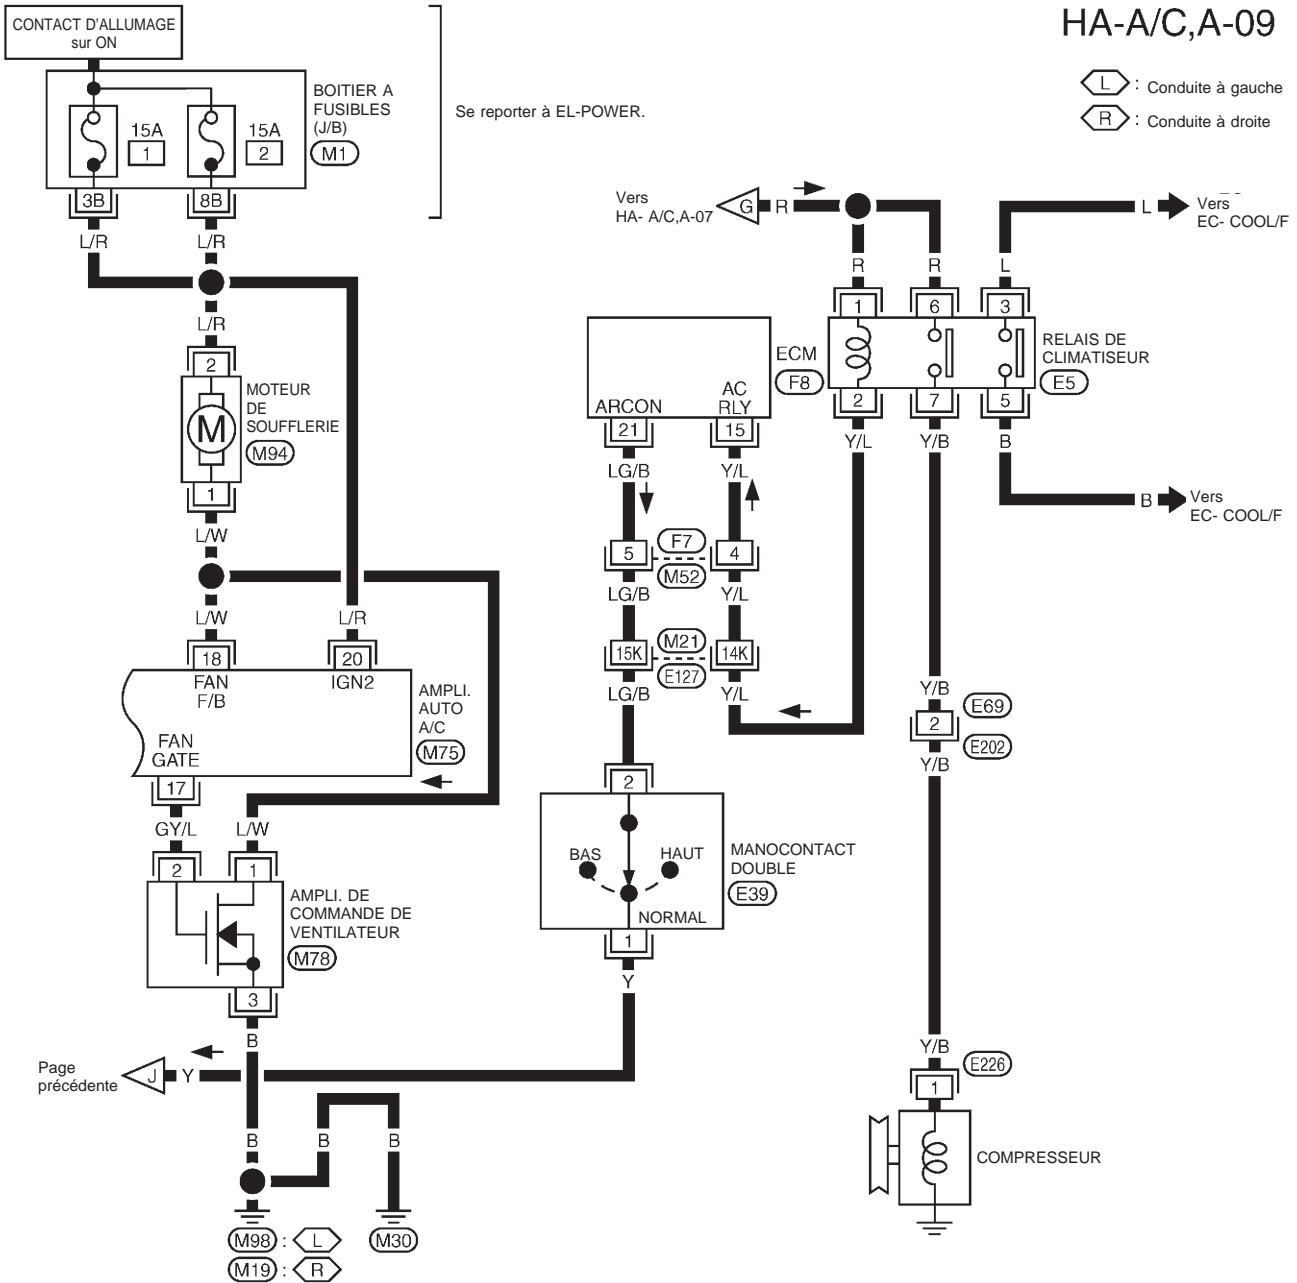 HA-A/C,A-09
L : Conduite à gauche
R : Conduite à droite
CONTACT D'ALLUMAGE
sur ON
15A
1
15A
2
BOITIER A
FUSIBLES
(J/B)
M1
Se reporter à EL-POWER.
3B
8B
L/R
L/R
L/R
2
MOTEUR
DE
SOUFFLERIE
M
M94
1
L/W
L/W
L/R
18
20
FAN
F/B
IGN2
AMPLI.
AUTO
A/C
M75
FAN
GATE
17
GY/L
L/W
2
1
AMPLI. DE
COMMANDE DE
VENTILATEUR
M78
3
B
Page
précédente
J
Y
B
B
B
M98 : L
M19 : R
M30
Vers
HA- A/C,A-07
G
R
R
R
L
L
Vers
EC- COOL/F
1
6
3
RELAIS DE
CLIMATISEUR
E5
2
7
5
Y/L
Y/B
B
B
Vers
EC- COOL/F
ECM
F8
ARCON
AC
RLY
21
15
LG/B
Y/L
5
F7
M52
4
LG/B
Y/L
15K
M21
E127
14K
LG/B
Y/L
2
BAS
HAUT
NORMAL
MANOCONTACT
DOUBLE
E39
1
Y
Y/B
2
E69
E202
Y/B
Y/B
E226
1
COMPRESSEUR